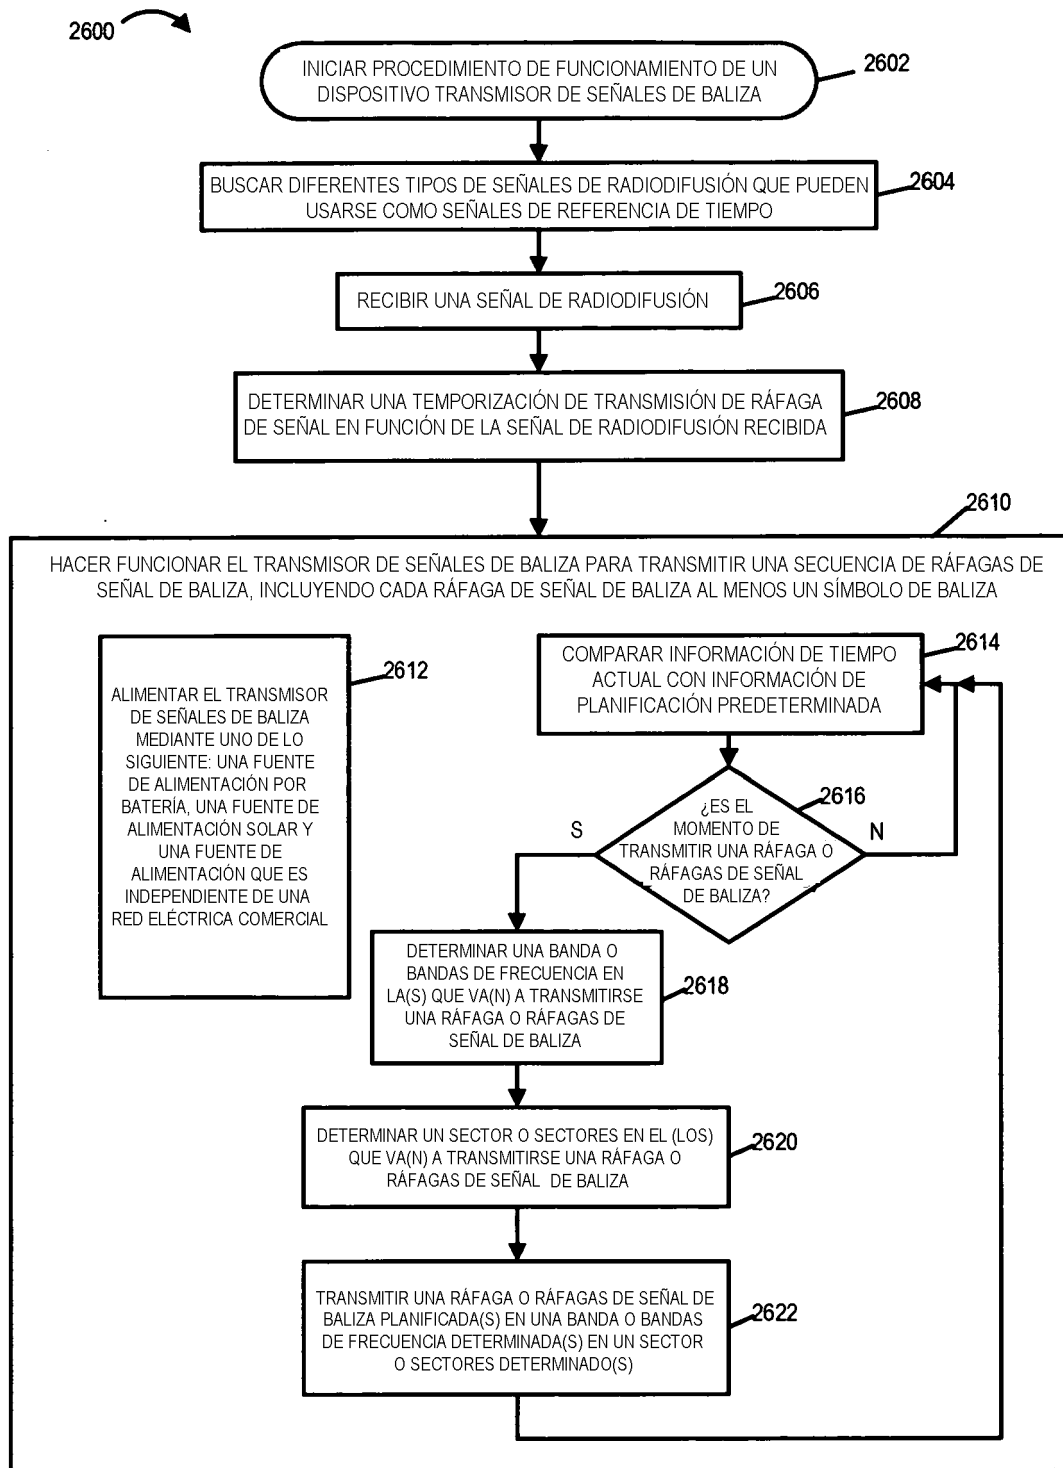 2600
INICIAR PROCEDIMIENTO DE FUNCIONAMIENTO DE UN
DISPOSITIVO TRANSMISOR DE SEÑALES DE BALIZA
2602
BUSCAR DIFERENTES TIPOS DE SEÑALES DE RADIODIFUSIÓN QUE PUEDEN
USARSE COMO SEÑALES DE REFERENCIA DE TIEMPO
2604
RECIBIR UNA SEÑAL DE RADIODIFUSIÓN
2606
DETERMINAR UNA TEMPORIZACIÓN DE TRANSMISIÓN DE RÁFAGA
DE SEÑAL EN FUNCIÓN DE LA SEÑAL DE RADIODIFUSIÓN RECIBIDA
2608
2610
HACER FUNCIONAR EL TRANSMISOR DE SEÑALES DE BALIZA PARA TRANSMITIR UNA SECUENCIA DE RÁFAGAS DE
SEÑAL DE BALIZA, INCLUYENDO CADA RÁFAGA DE SEÑAL DE BALIZA AL MENOS UN SÍMBOLO DE BALIZA
2612
ALIMENTAR EL TRANSMISOR
DE SEÑALES DE BALIZA
MEDIANTE UNO DE LO
SIGUIENTE: UNA FUENTE
DE ALIMENTACIÓN POR
BATERÍA, UNA FUENTE DE
ALIMENTACIÓN SOLAR Y
UNA FUENTE DE
ALIMENTACIÓN QUE ES
INDEPENDIENTE DE UNA
RED ELÉCTRICA COMERCIAL
2614
COMPARAR INFORMACIÓN DE TIEMPO
ACTUAL CON INFORMACIÓN DE
PLANIFICACIÓN PREDETERMINADA
2616
¿ES EL
MOMENTO DE
TRANSMITIR UNA RÁFAGA O
RÁFAGAS DE SEÑAL
DE BALIZA?
S
N
DETERMINAR UNA BANDA O
BANDAS DE FRECUENCIA EN
LA(S) QUE VA(N) A TRANSMITIRSE
UNA RÁFAGA O RÁFAGAS DE
SEÑAL DE BALIZA
2618
DETERMINAR UN SECTOR O SECTORES EN EL (LOS)
QUE VA(N) A TRANSMITIRSE UNA RÁFAGA O
RÁFAGAS DE SEÑAL DE BALIZA
2620
TRANSMITIR UNA RÁFAGA O RÁFAGAS DE SEÑAL DE
BALIZA PLANIFICADA(S) EN UNA BANDA O BANDAS
DE FRECUENCIA DETERMINADA(S) EN UN SECTOR
O SECTORES DETERMINADO(S)
2622